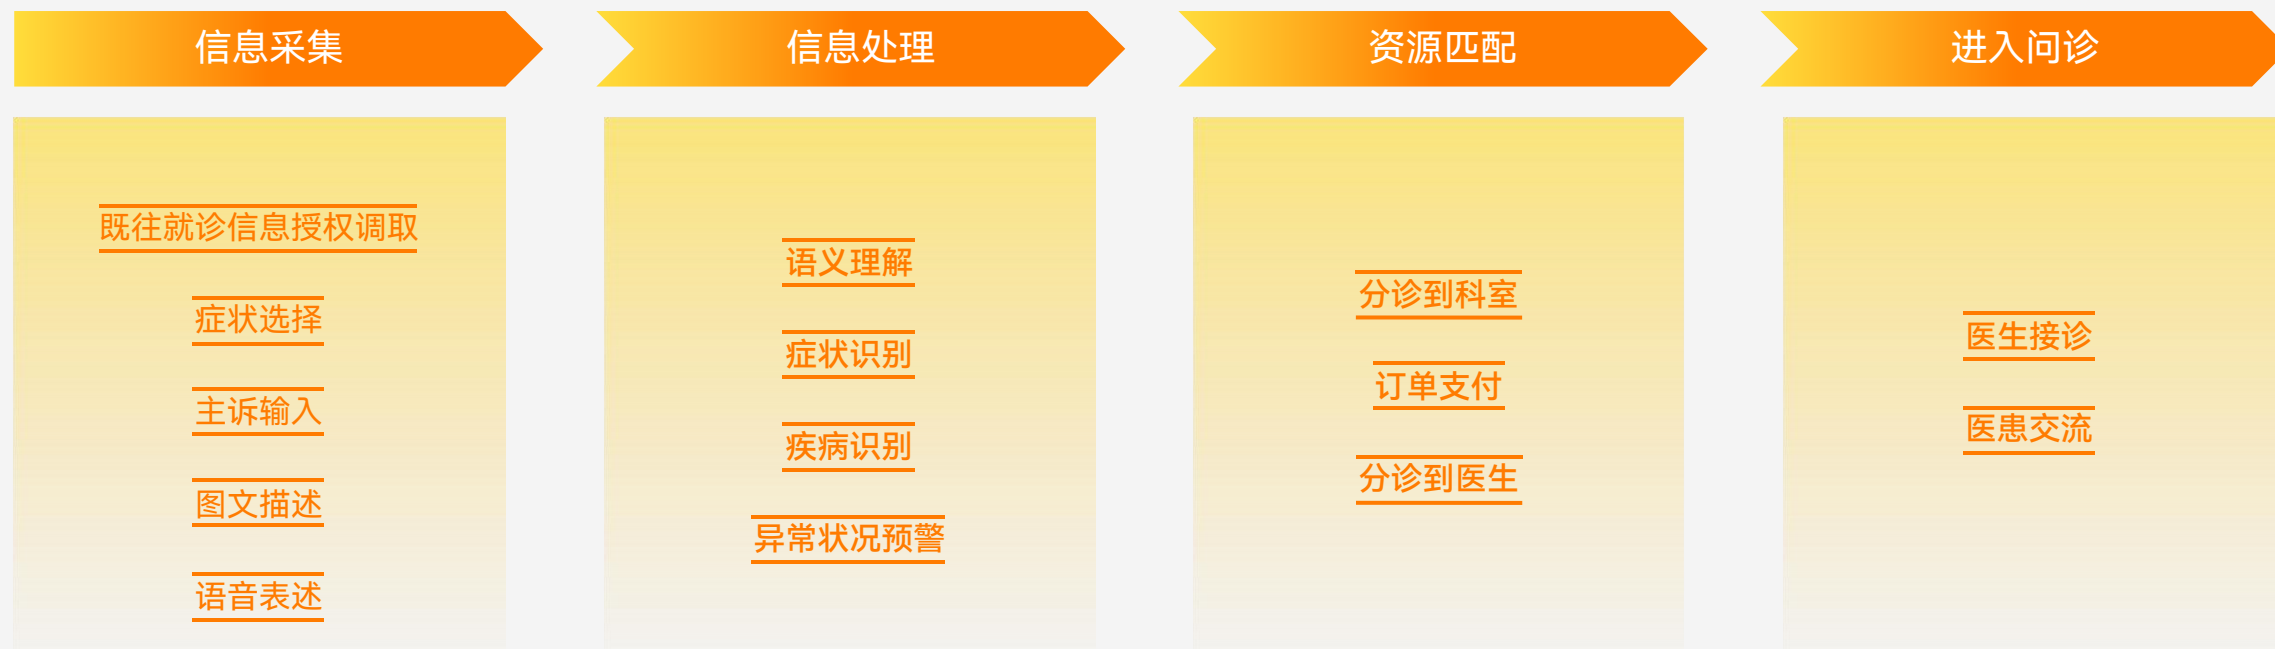 信息采集
既往就诊信息授权调取
症状选择
主诉输入
图文描述
语音表述
信息处理
语义理解
症状识别
疾病识别
异常状况预警
资源匹配
分诊到科室
订单支付
分诊到医生
进入问诊
医生接诊
医患交流